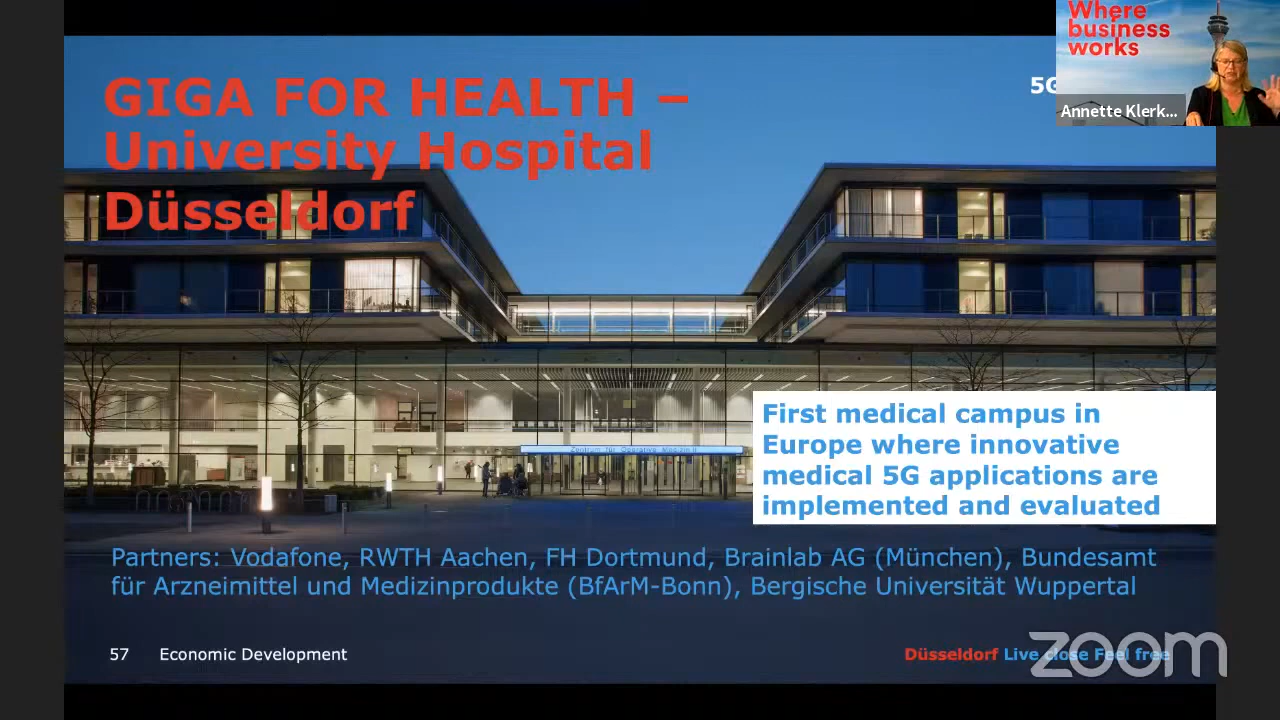 Where
business
works
GIGA FOR HEALTH –
5G
Annette Klerk...
University Hospital
Düsseldorf
First medical campus in
Europe where innovative
medical 5G applications are
implemented and evaluated
Partners: Vodafone, RWTH Aachen, FH Dortmund, Brainlab AG (München), Bundesamt
für Arzneimittel und Medizinprodukte (BfArM-Bonn), Bergische Universität Wuppertal
57 Economic Development
Düsseldorf Live close Feel free
zoom